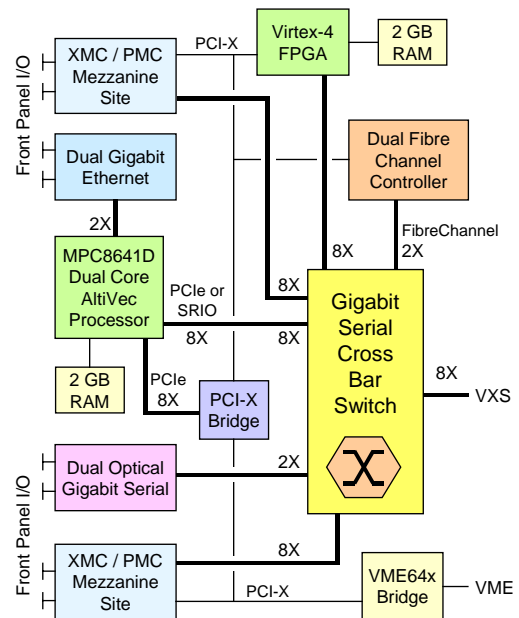 Front Panel I/O
XMC / PMC
Mezzanine
Site
PCI-X
Virtex-4
FPGA
2 GB
RAM
Dual Gigabit
Ethernet
Dual Fibre
Channel
Controller
2X
8X
FibreChannel
2X
MPC8641D
Dual Core
AltiVec
Processor
PCIe or
SRIO
8X
8X
8X
Gigabit
Serial
Cross
Bar
Switch
8X
VXS
2 GB
RAM
PCIe
8X
PCI-X
Bridge
Front Panel I/O
Dual Optical
Gigabit Serial
2X
8X
XMC / PMC
Mezzanine
Site
PCI-X
VME64x
Bridge
VME